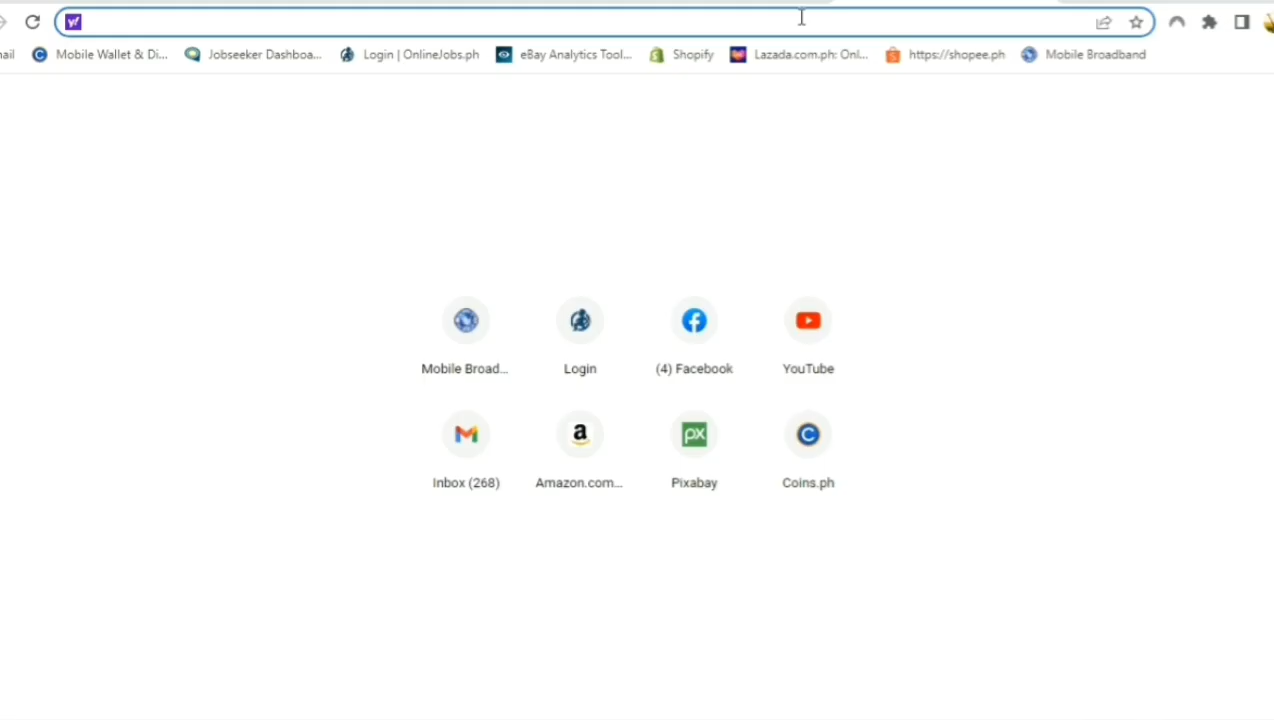 y!
ail Mobile Wallet & Di... Jobseeker Dashboa... Login | OnlineJobs.ph eBay Analytics Tool... Shopify Lazada.com.ph: Onl... https://shopee.ph Mobile Broadband
Mobile Broad... Login (4) Facebook YouTube
a px C
Inbox (268) Amazon.com... Pixabay Coins.ph